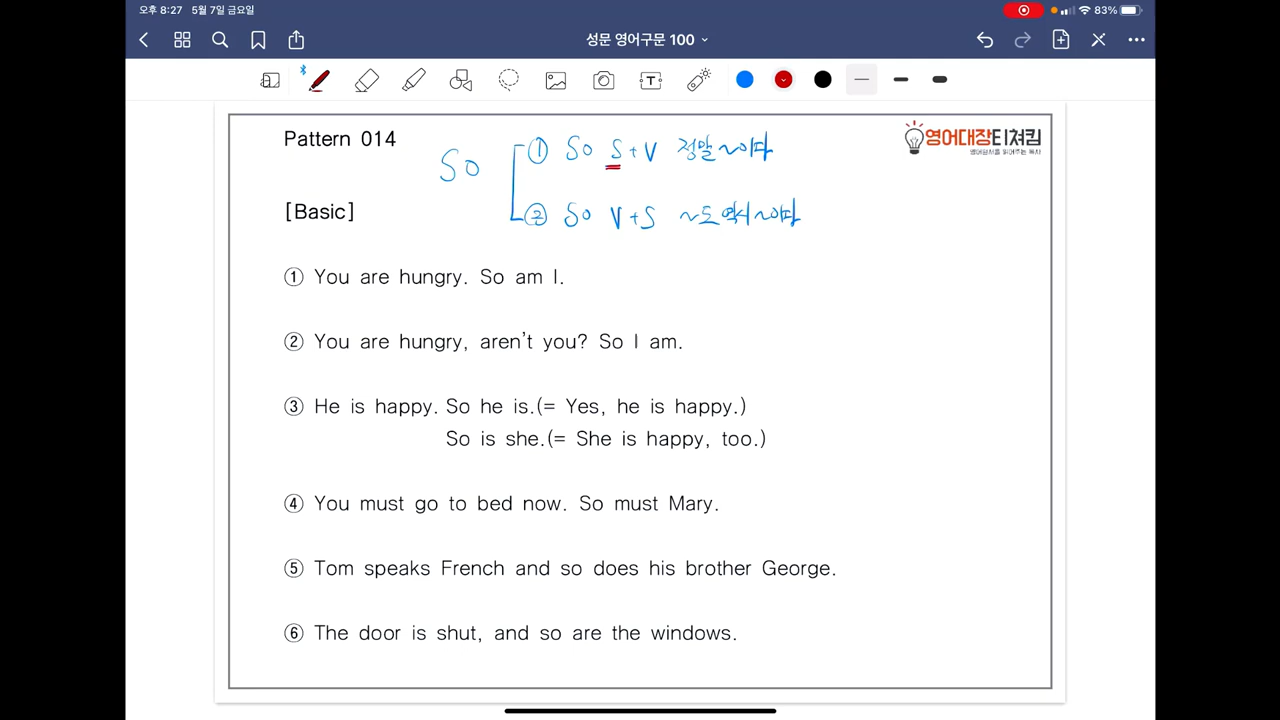 오후 8:27 5월 7일 금요일
83%
성문 영어구문 100
Pattern 014
영어대장티쳐킴
So
① So S+V 정말 ~이다
② So V+S ~도 역시 ~이다
[Basic]
① You are hungry. So am I.
② You are hungry, aren't you? So I am.
③ He is happy. So he is.(= Yes, he is happy.)
So is she.(= She is happy, too.)
④ You must go to bed now. So must Mary.
⑤ Tom speaks French and so does his brother George.
⑥ The door is shut, and so are the windows.